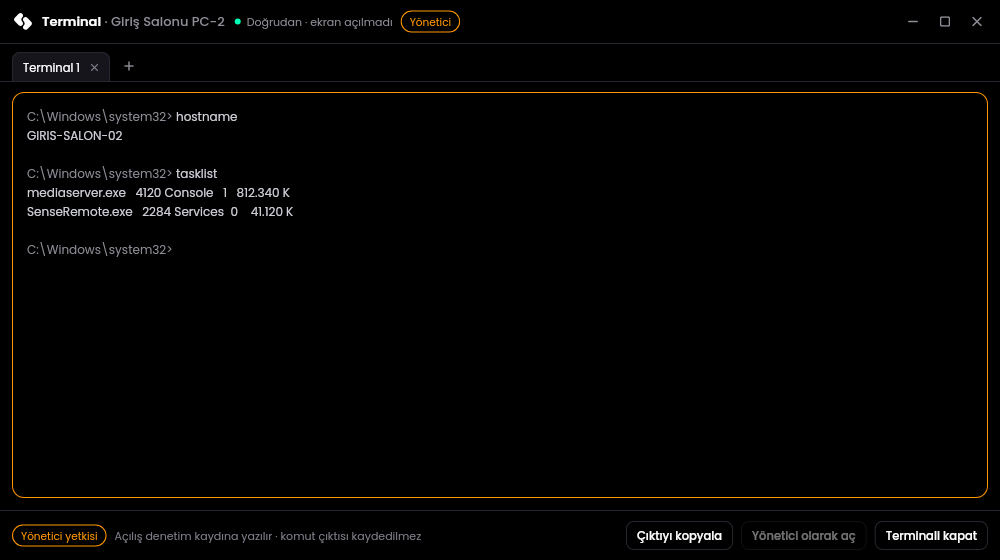 Terminal · Giriş Salonu PC-2 Doğrudan · ekran açılmadı Yönetici
Terminal 1
C:\Windows\system32> hostname
GIRIS-SALON-02
C:\Windows\system32> tasklist
mediaserver.exe 4120 Console 1 812.340 K
SenseRemote.exe 2284 Services 0 41.120 K
C:\Windows\system32>
Yönetici yetkisi Açılış denetim kaydına yazılır · komut çıktısı kaydedilmez Çıktıyı kopyala Yönetici olarak aç Terminali kapat